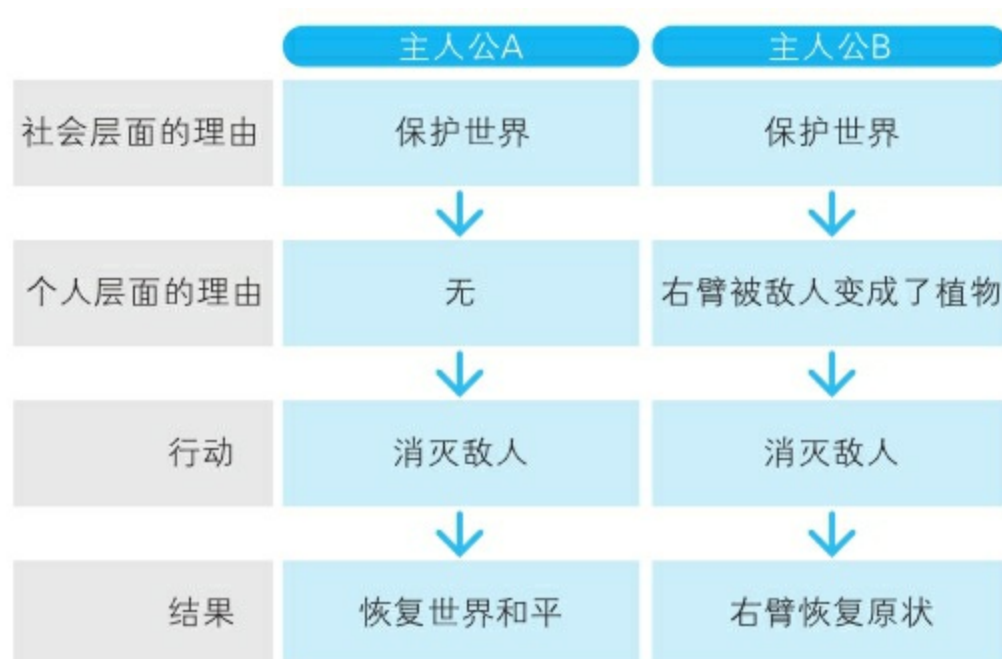 主人公A 主人公B
社会层面的理由 保护世界 保护世界
个人层面的理由 无 右臂被敌人变成了植物
行动 消灭敌人 消灭敌人
结果 恢复世界和平 右臂恢复原状